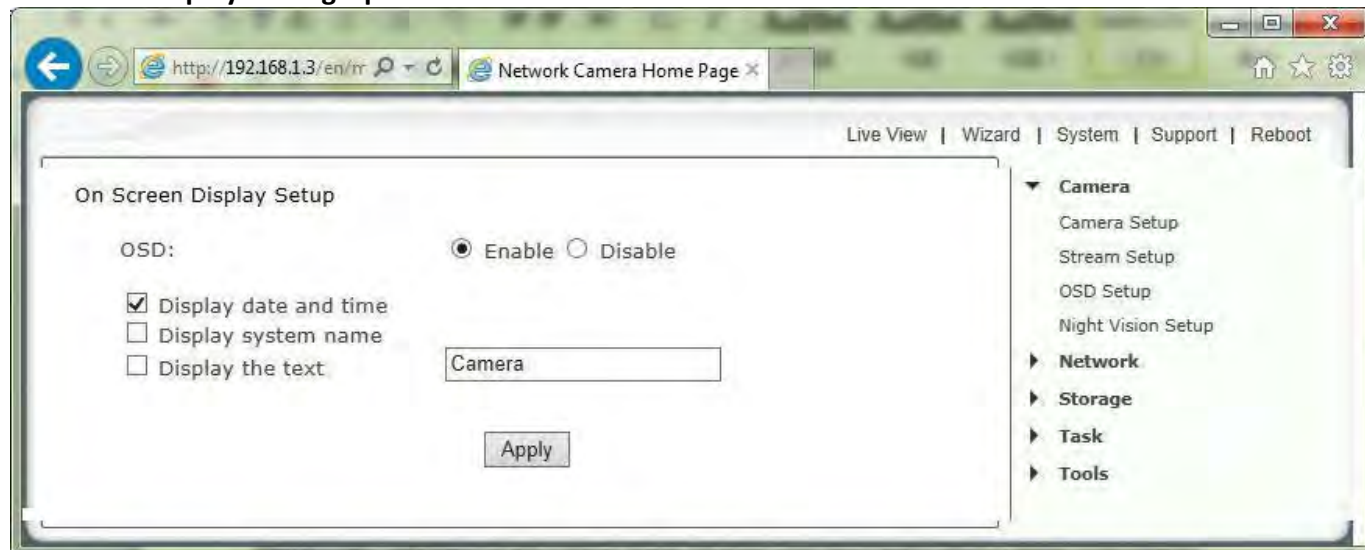 http://192.168.1.3/en/m
Network Camera Home Page
Live View | Wizard | System | Support | Reboot
On Screen Display Setup
OSD: Enable Disable
Display date and time
Display system name
Display the text Camera
Apply
Camera
Camera Setup
Stream Setup
OSD Setup
Night Vision Setup
Network
Storage
Task
Tools